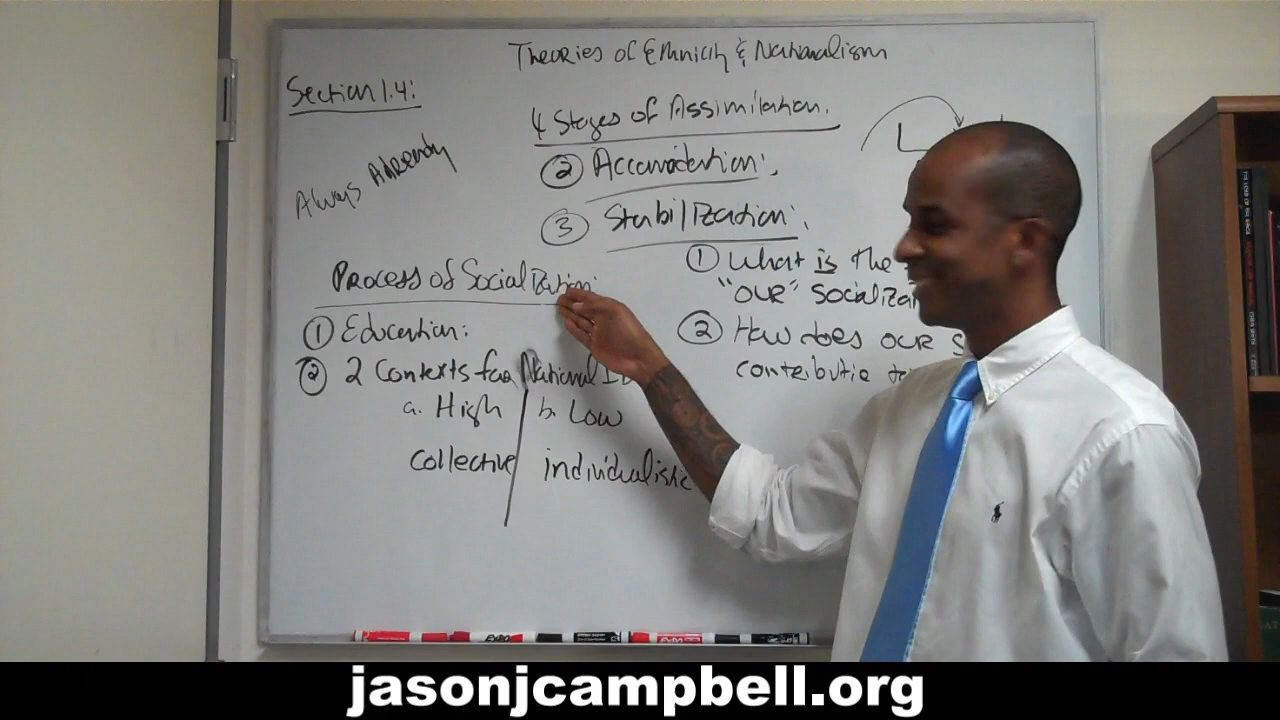 Theories of Ethnicity & Nationalism
Section 1.4:
4 Stages of Assimilation.
Always Already
② Accomodation:
③ Stabilization:
Process of Socialization:
① Education:
② 2 Contexts for National I
a. High b. Low
collective individualistic
① What is the
"OUR"
② How does our
contribute
EXPO
jasonjcampbell.org